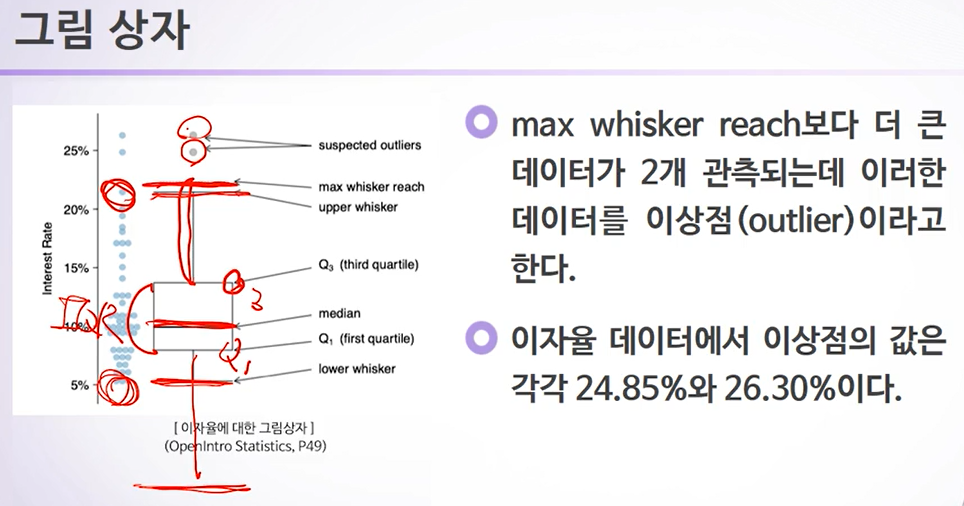 그림 상자
25%
20%
15%
10%
5%
Interest Rate
suspected outliers
max whisker reach
upper whisker
Q3 (third quartile)
median
Q1 (first quartile)
lower whisker
IQR
3
Q1
[ 이자율에 대한 그림상자 ]
(OpenIntro Statistics, P49)
max whisker reach보다 더 큰
데이터가 2개 관측되는데 이러한
데이터를 이상점(outlier)이라고
한다.
이자율 데이터에서 이상점의 값은
각각 24.85%와 26.30%이다.